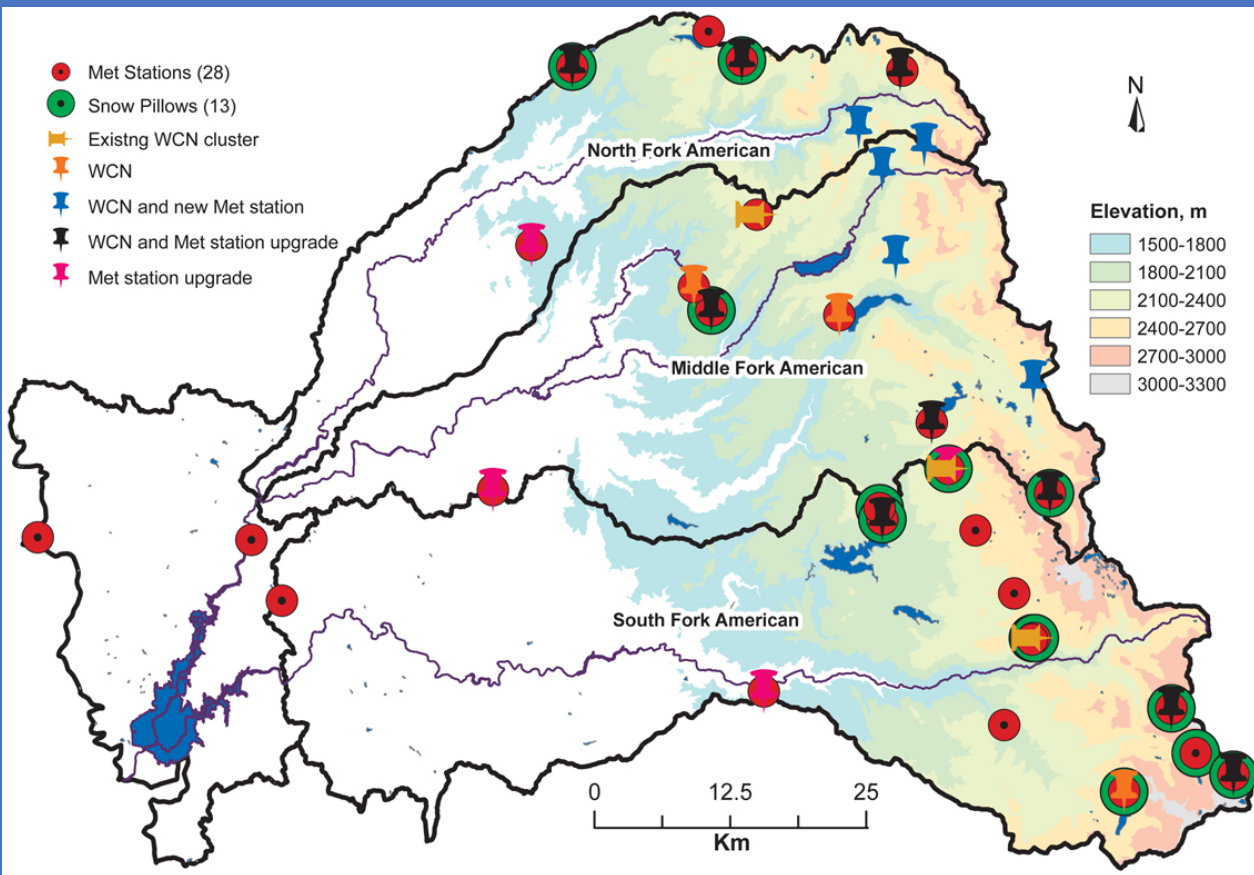 Met Stations (28)
Snow Pillows (13)
Existng WCN cluster
WCN
WCN and new Met station
WCN and Met station upgrade
Met station upgrade
N
North Fork American
Elevation, m
1500-1800
1800-2100
2100-2400
2400-2700
2700-3000
3000-3300
Middle Fork American
South Fork American
0 12.5 25
Km